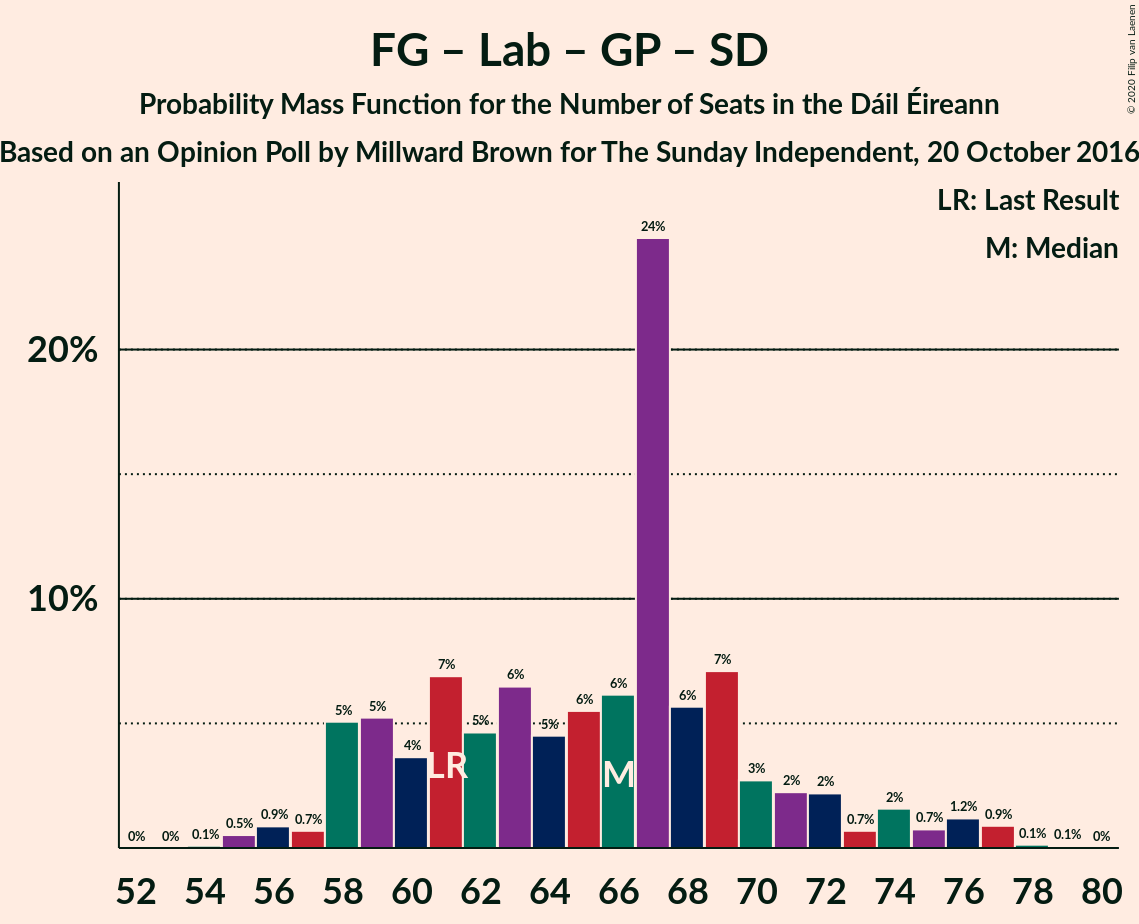 FG – Lab – GP – SD
Probability Mass Function for the Number of Seats in the Dáil Éireann
Based on an Opinion Poll by Millward Brown for The Sunday Independent, 20 October 2016
© 2020 Filip van Laenen
LR: Last Result
M: Median
20%
10%
0% 0% 0.1% 0.5% 0.9% 0.7% 5% 5% 4% 7% 5% 6% 5% 6% 6% 24% 6% 7% 3% 2% 2% 0.7% 2% 0.7% 1.2% 0.9% 0.1% 0.1% 0%
LR M
52 54 56 58 60 62 64 66 68 70 72 74 76 78 80